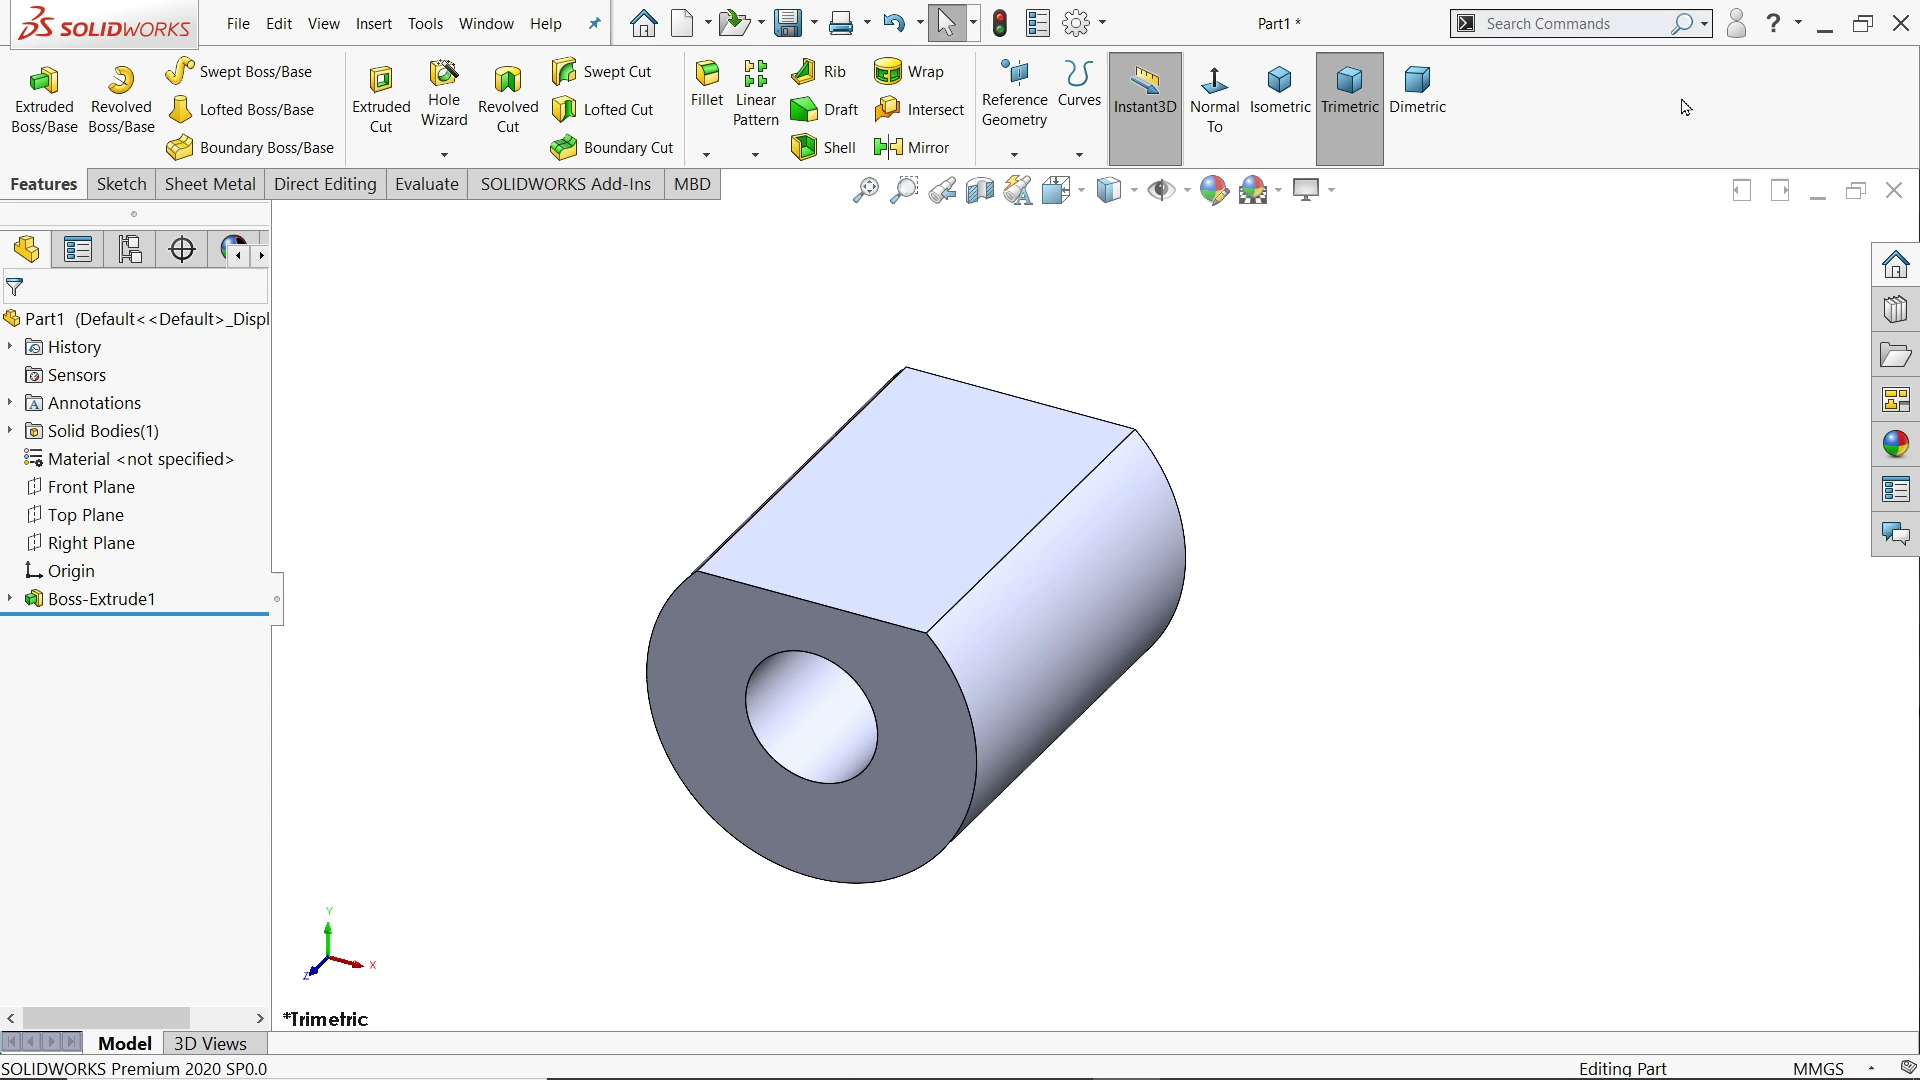 SOLIDWORKS File Edit View Insert Tools Window Help Part1 * Search Commands ?
Extruded Boss/Base
Revolved Boss/Base
Swept Boss/Base
Lofted Boss/Base
Boundary Boss/Base
Extruded Cut
Hole Wizard
Revolved Cut
Swept Cut
Lofted Cut
Boundary Cut
Fillet
Linear Pattern
Rib
Draft
Shell
Wrap
Intersect
Mirror
Reference Geometry
Curves
Instant3D
Normal To
Isometric
Trimetric
Dimetric
Features Sketch Sheet Metal Direct Editing Evaluate SOLIDWORKS Add-Ins MBD
Part1 (Default<<Default>_Displ
History
Sensors
Annotations
Solid Bodies(1)
Material <not specified>
Front Plane
Top Plane
Right Plane
Origin
Boss-Extrude1
Y
X
Z
*Trimetric
Model 3D Views
SOLIDWORKS Premium 2020 SP0.0 Editing Part MMGS